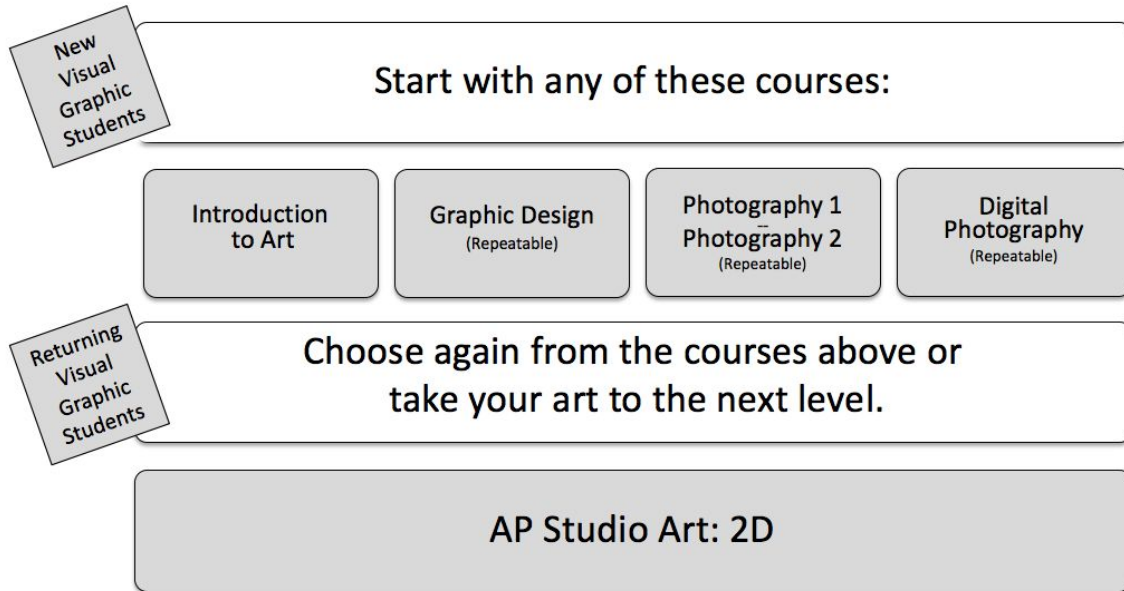 New
Visual
Graphic
Students
Start with any of these courses:
Introduction
to Art
Graphic Design
(Repeatable)
Photography 1
--
Photography 2
(Repeatable)
Digital
Photography
(Repeatable)
Returning
Visual
Graphic
Students
Choose again from the courses above or
take your art to the next level.
AP Studio Art: 2D